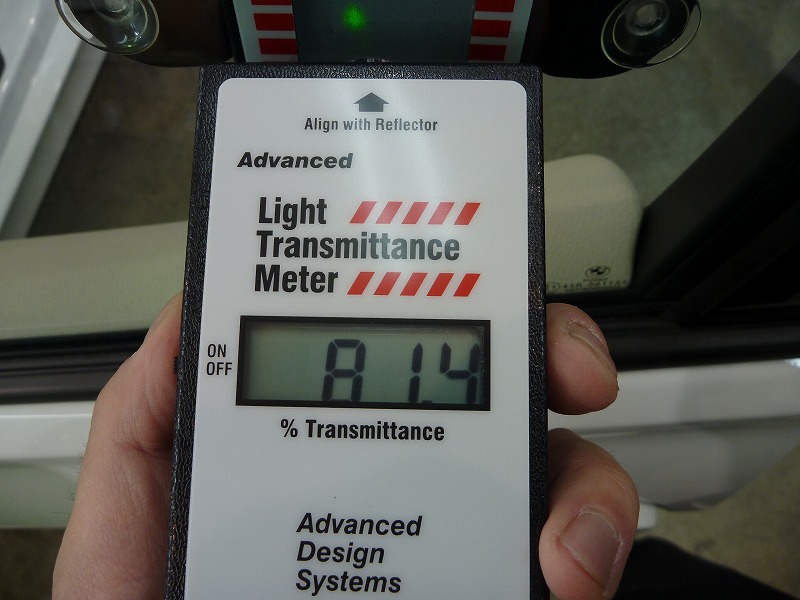 Align with Reflector
Advanced
Light
Transmittance
Meter
ON
OFF
81.4
% Transmittance
Advanced
Design
Systems